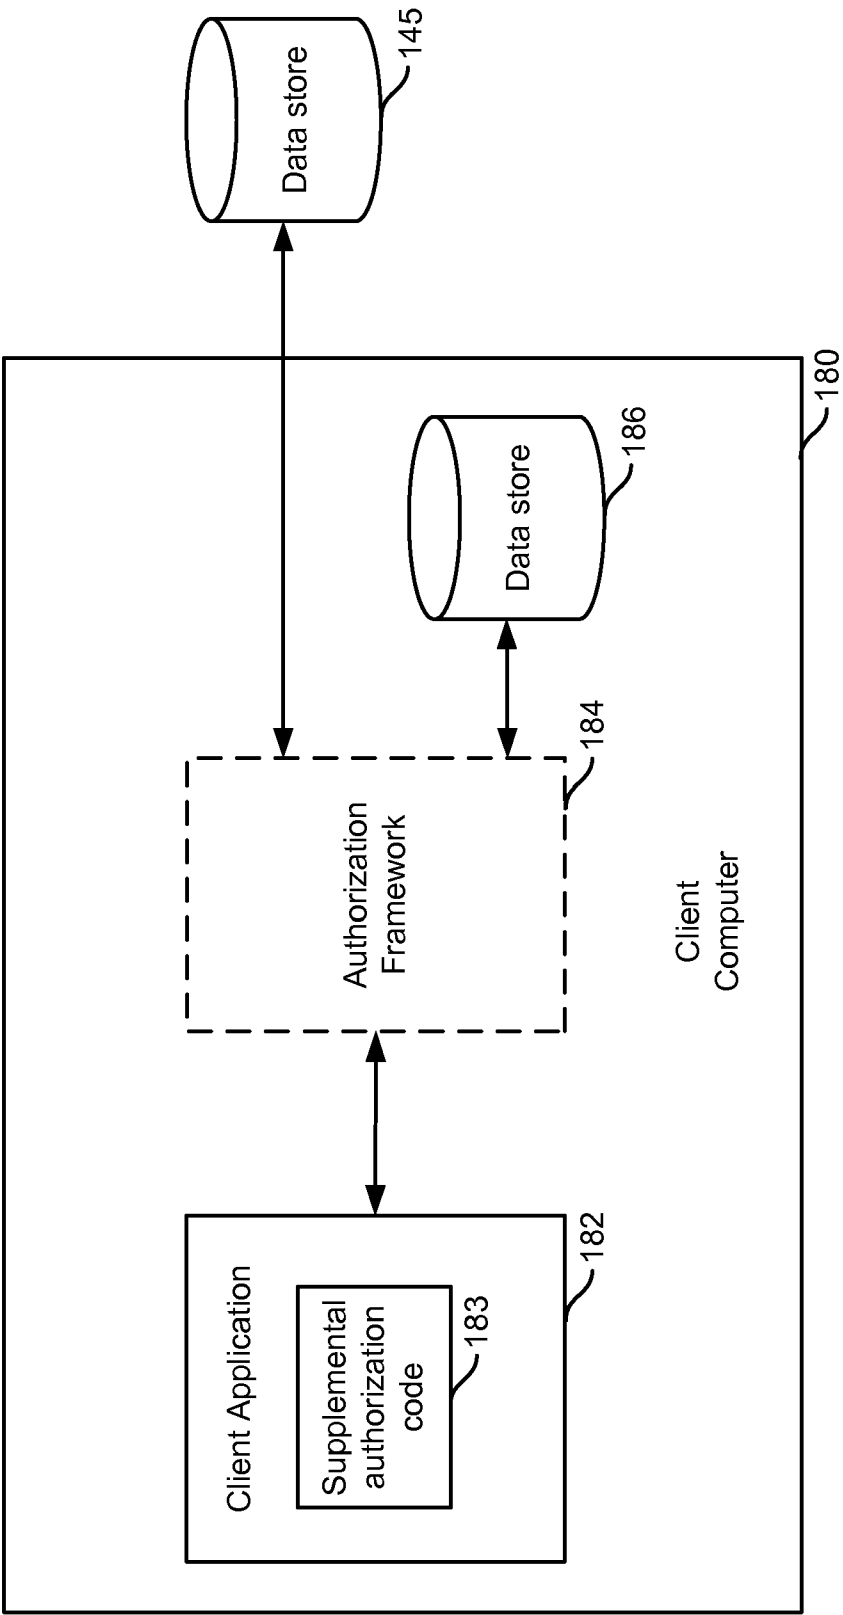 Client Application
Supplemental
authorization
code
183
182
Authorization
Framework
184
Data store
186
Data store
145
Client
Computer
180